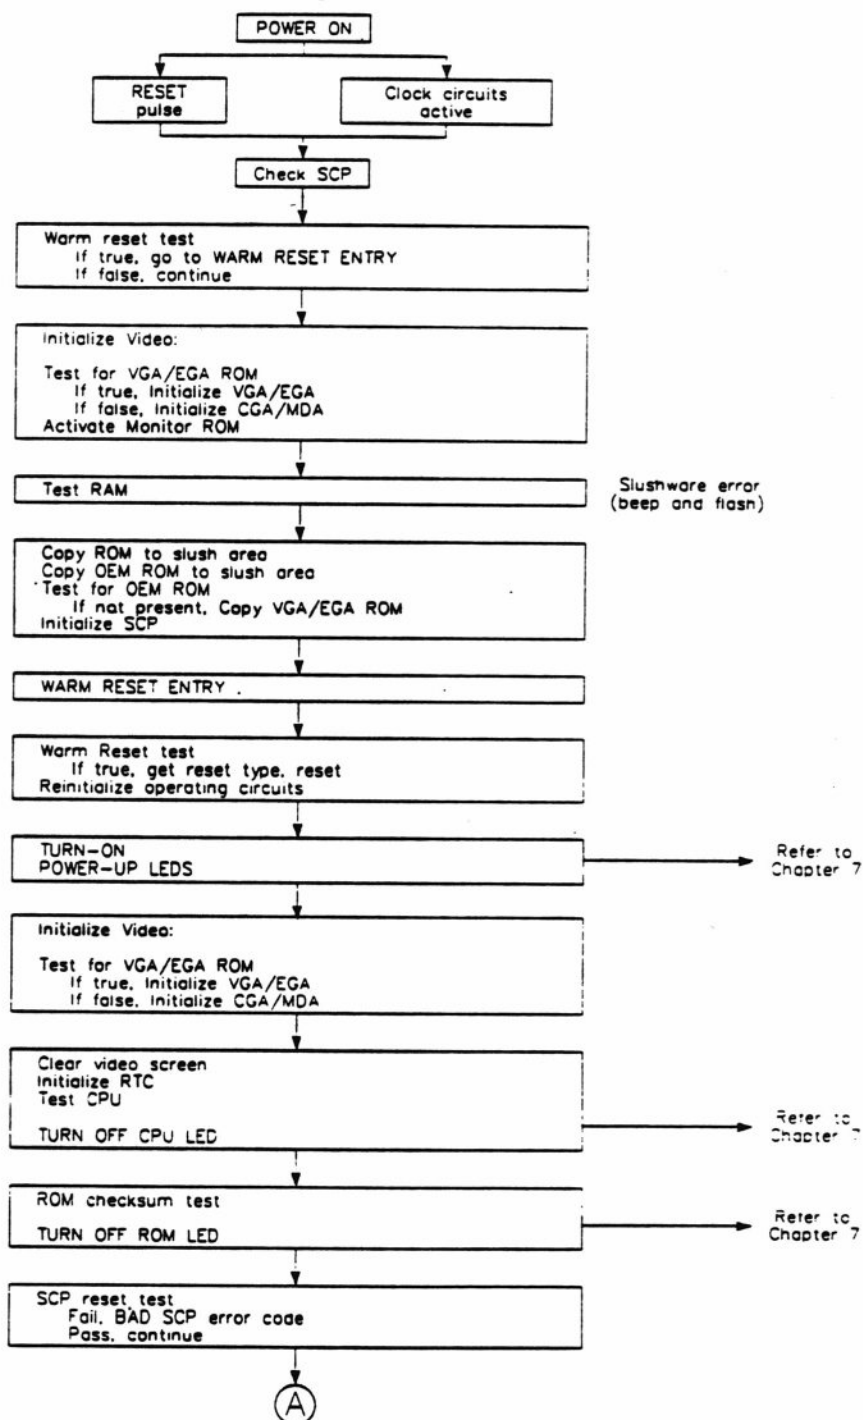 POWER ON
RESET
pulse
Clock circuits
active
Check SCP
Warm reset test
If true, go to WARM RESET ENTRY
If false, continue
Initialize Video:
Test for VGA/EGA ROM
If true, Initialize VGA/EGA
If false, Initialize CGA/MDA
Activate Monitor ROM
Test RAM
Slushware error
(beep and flash)
Copy ROM to slush area
Copy OEM ROM to slush area
Test for OEM ROM
If not present, Copy VGA/EGA ROM
Initialize SCP
WARM RESET ENTRY
Warm Reset test
If true, get reset type, reset
Reinitialize operating circuits
TURN-ON
POWER-UP LEDS
Refer to
Chapter 7
Initialize Video:
Test for VGA/EGA ROM
If true, Initialize VGA/EGA
If false, Initialize CGA/MDA
Clear video screen
Initialize RTC
Test CPU
TURN OFF CPU LED
Refer to
Chapter 7
ROM checksum test
TURN OFF ROM LED
Refer to
Chapter 7
SCP reset test
Fail, BAD SCP error code
Pass, continue
A